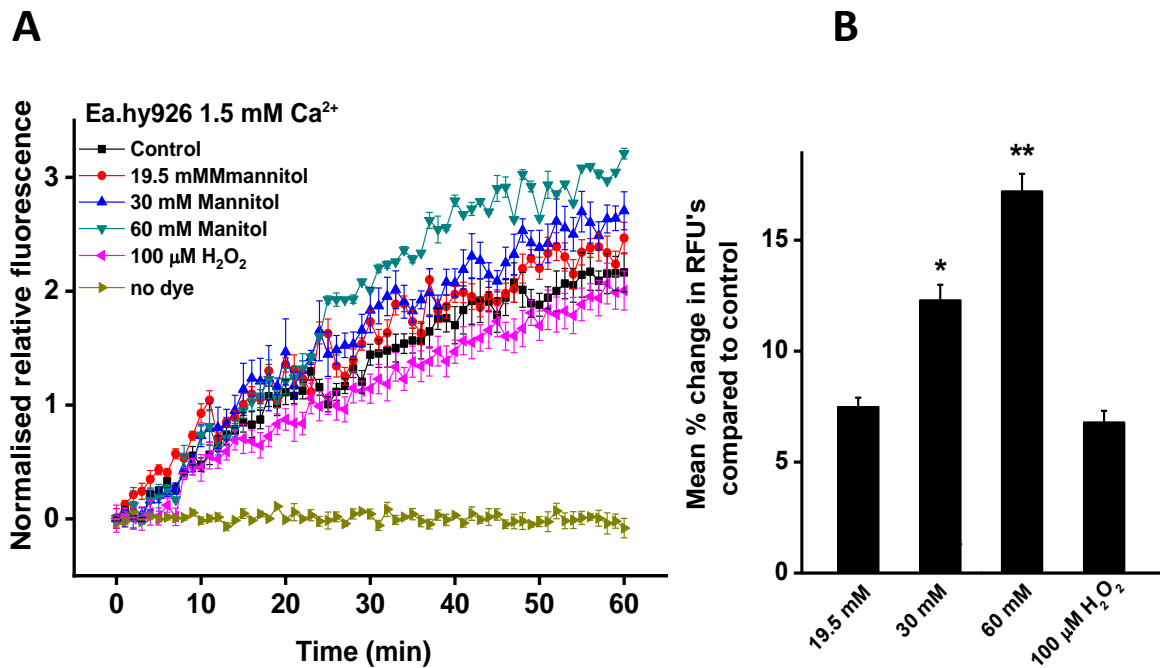 A
B
Ea.hy926 1.5 mM Ca²⁺
Control
19.5 mMMmannitol
30 mM Mannitol
60 mM Manitol
100 µM H₂O₂
no dye
Normalised relative fluorescence
3
2
1
0
0 10 20 30 40 50 60
Time (min)
Mean % change in RFU's
compared to control
15
10
5
0
*
**
19.5 mM
30 mM
60 mM
100 µM H₂O₂